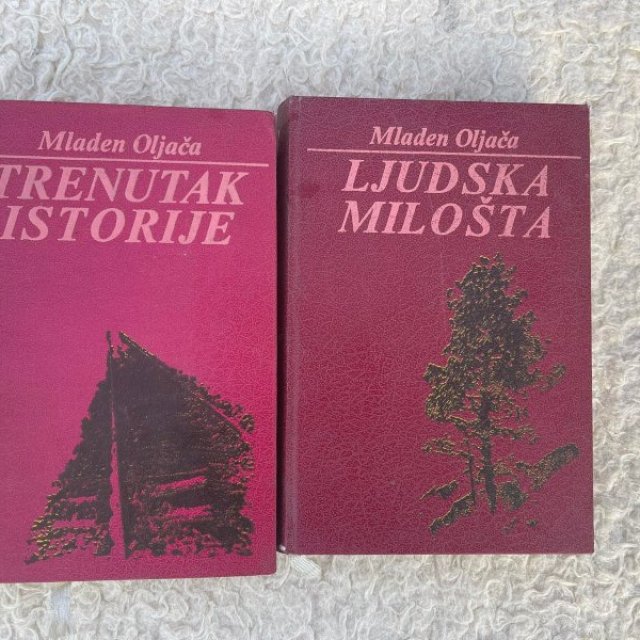 Mladen Oljača
TRENUTAK
ISTORIJE
Mladen Oljača
LJUDSKA
MILOŠTA